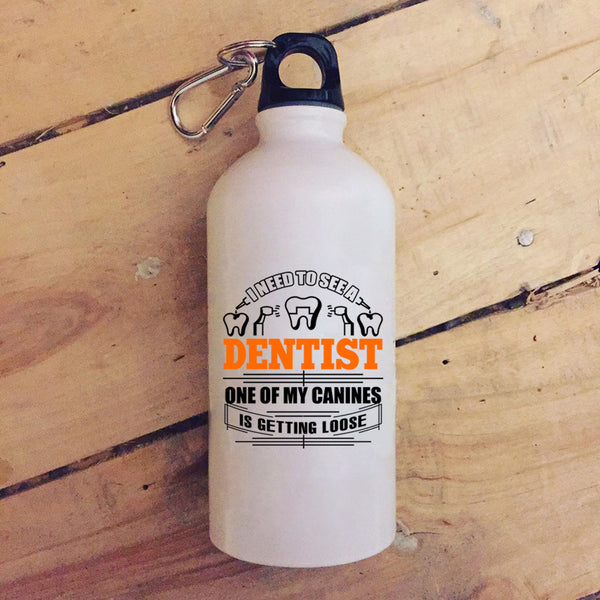 I NEED TO SEE A
DENTIST
ONE OF MY CANINES
IS GETTING LOOSE